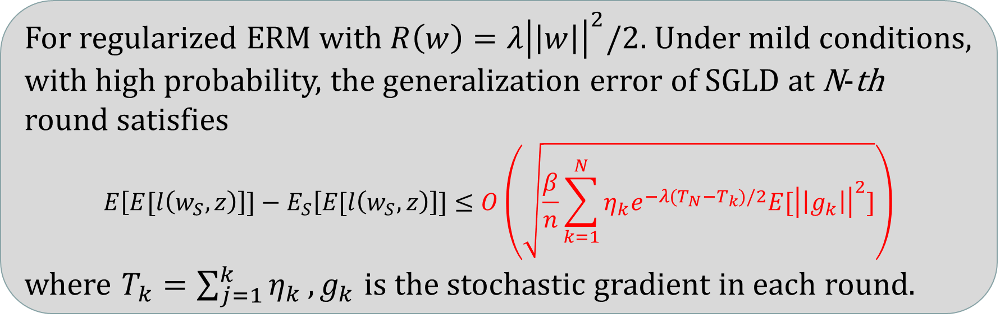 For regularized ERM with R(w) = λ||w||²/2. Under mild conditions,
with high probability, the generalization error of SGLD at N-th
round satisfies
E[E[l(w_S, z)]] − E_S[E[l(w_S, z)]] ≤ O(√(β/n ∑_{k=1}^{N} η_k e^{−λ(T_N−T_k)/2} E[||g_k||²]))
where T_k = ∑_{j=1}^{k} η_k , g_k is the stochastic gradient in each round.